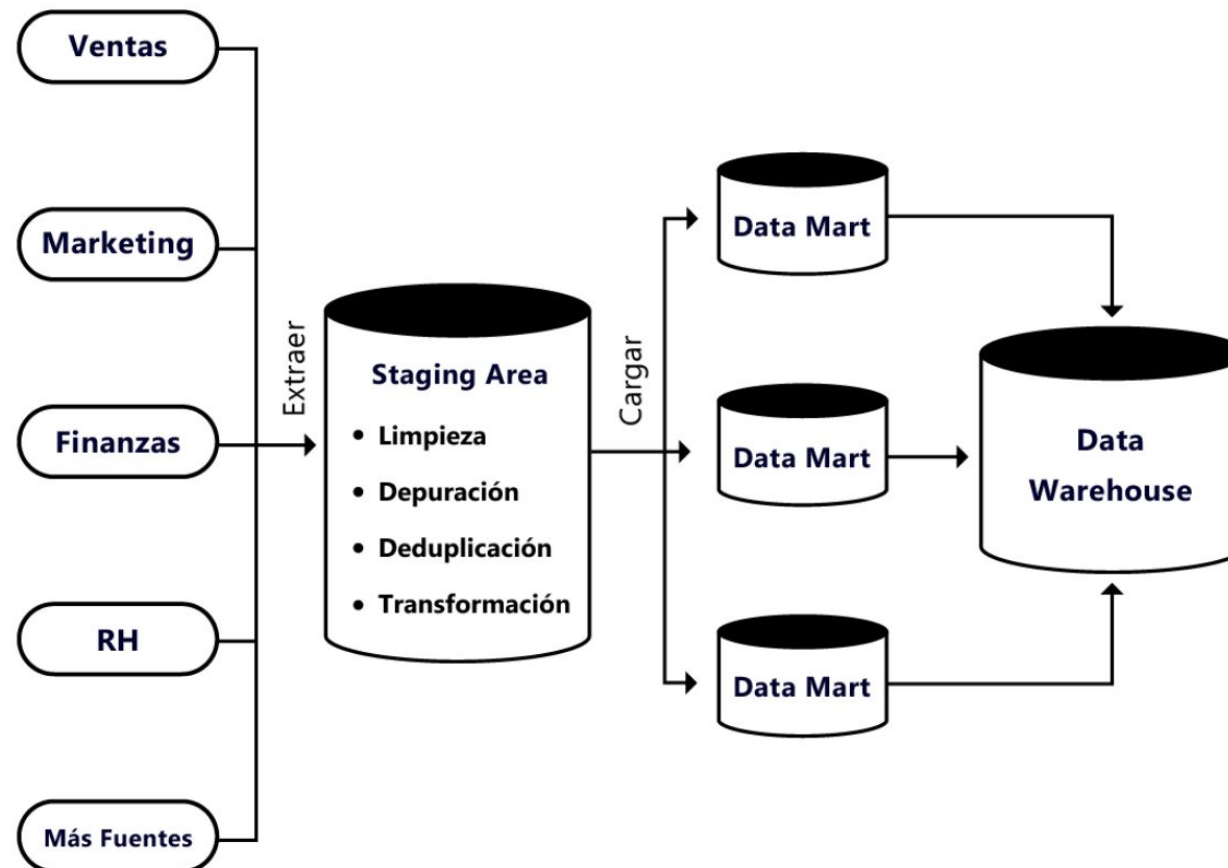 Ventas
Marketing
Finanzas
RH
Más Fuentes
Extraer
Staging Area
• Limpieza
• Depuración
• Deduplicación
• Transformación
Cargar
Data Mart
Data Mart
Data Mart
Data
Warehouse